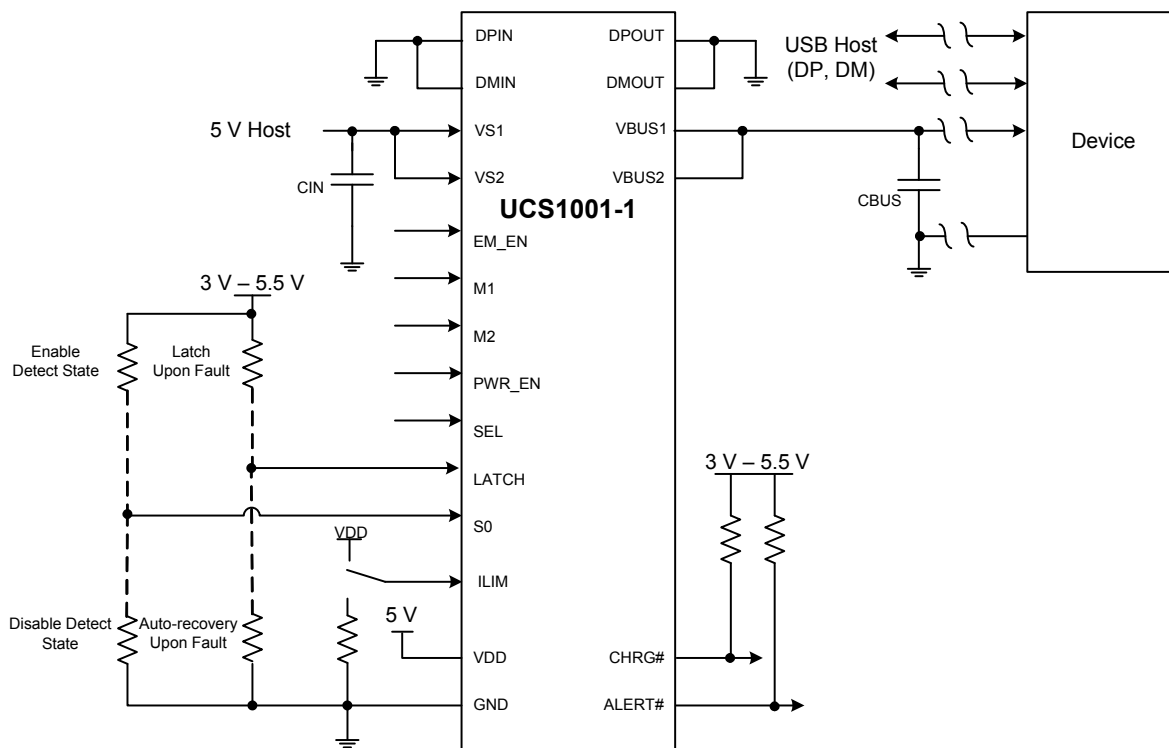 DPIN
DMIN
5 V Host
VS1
CIN
VS2
EM_EN
3 V – 5.5 V
M1
M2
Enable
Detect State
Latch
Upon Fault
PWR_EN
SEL
LATCH
S0
VDD
ILIM
Disable Detect
State
Auto-recovery
Upon Fault
5 V
VDD
GND
UCS1001-1
DPOUT
DMOUT
VBUS1
VBUS2
USB Host
(DP, DM)
Device
CBUS
3 V – 5.5 V
CHRG#
ALERT#